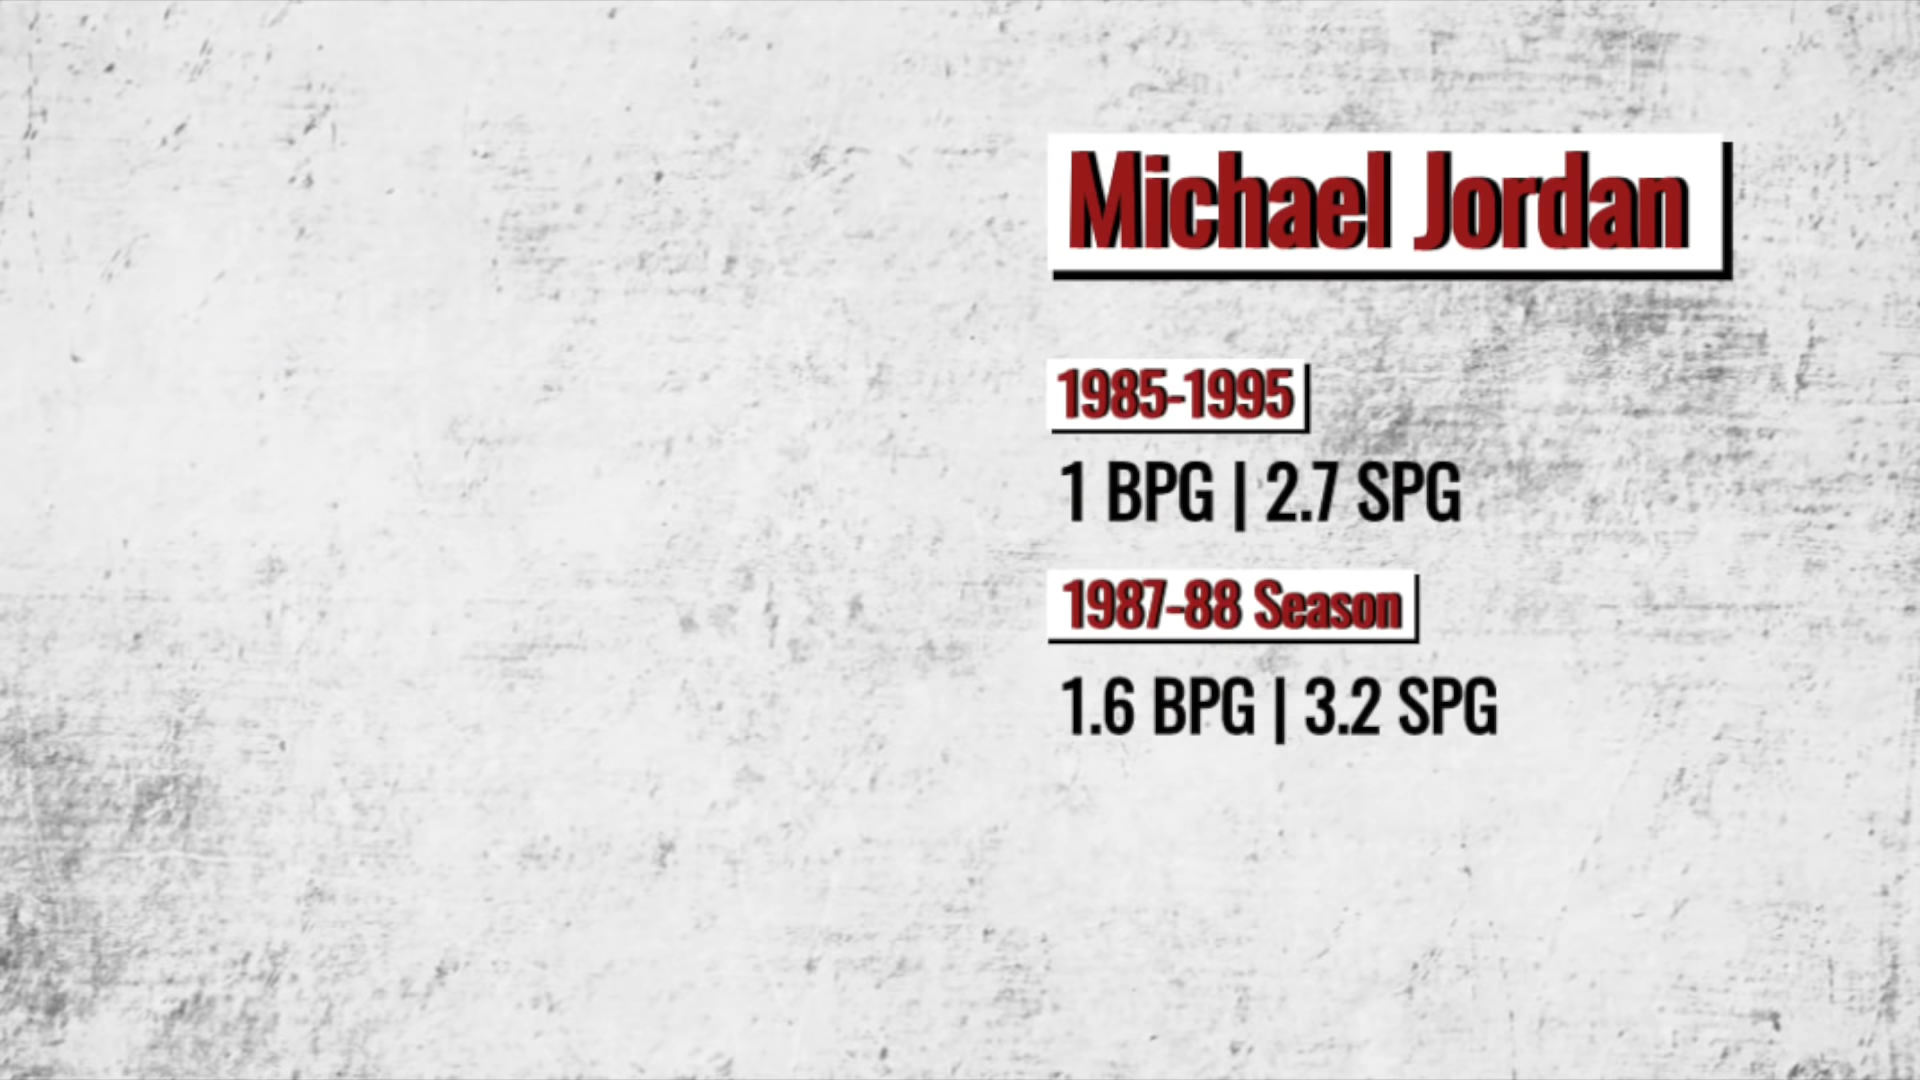 Michael Jordan
1985-1995
1 BPG | 2.7 SPG
1987-88 Season
1.6 BPG | 3.2 SPG